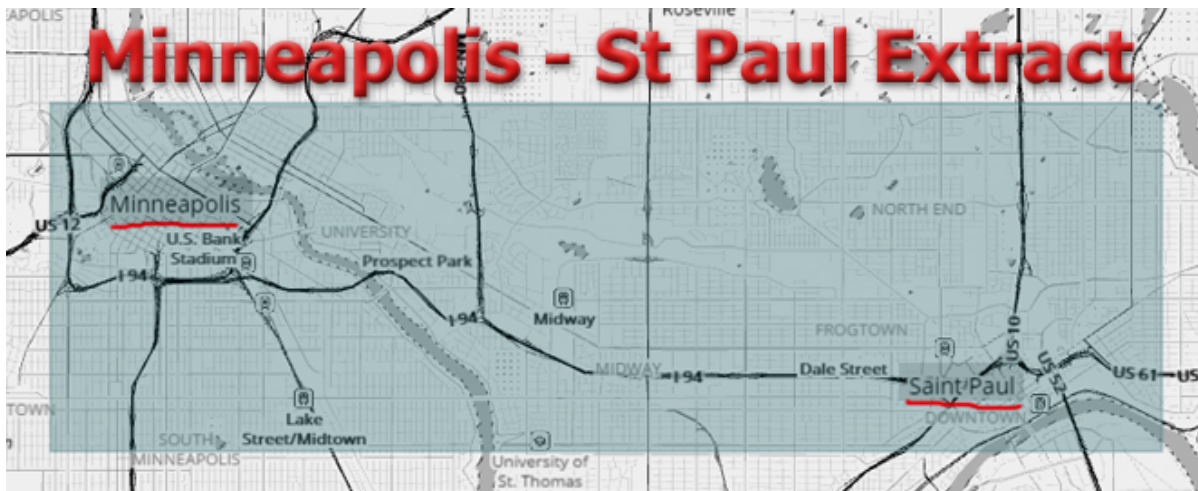 APOLIS
Roseville
Minneapolis - St Paul Extract
Minneapolis
US 12
U.S. Bank
Stadium
UNIVERSITY
NORTH END
I 94
Prospect Park
I 94
Midway
FROGTOWN
US 10
MIDWAY
I 94
Dale Street
Saint Paul
US 52
US 61
US
DOWNTOWN
TOWN
Lake
Street/Midtown
SOUTH
MINNEAPOLIS
University of
St. Thomas